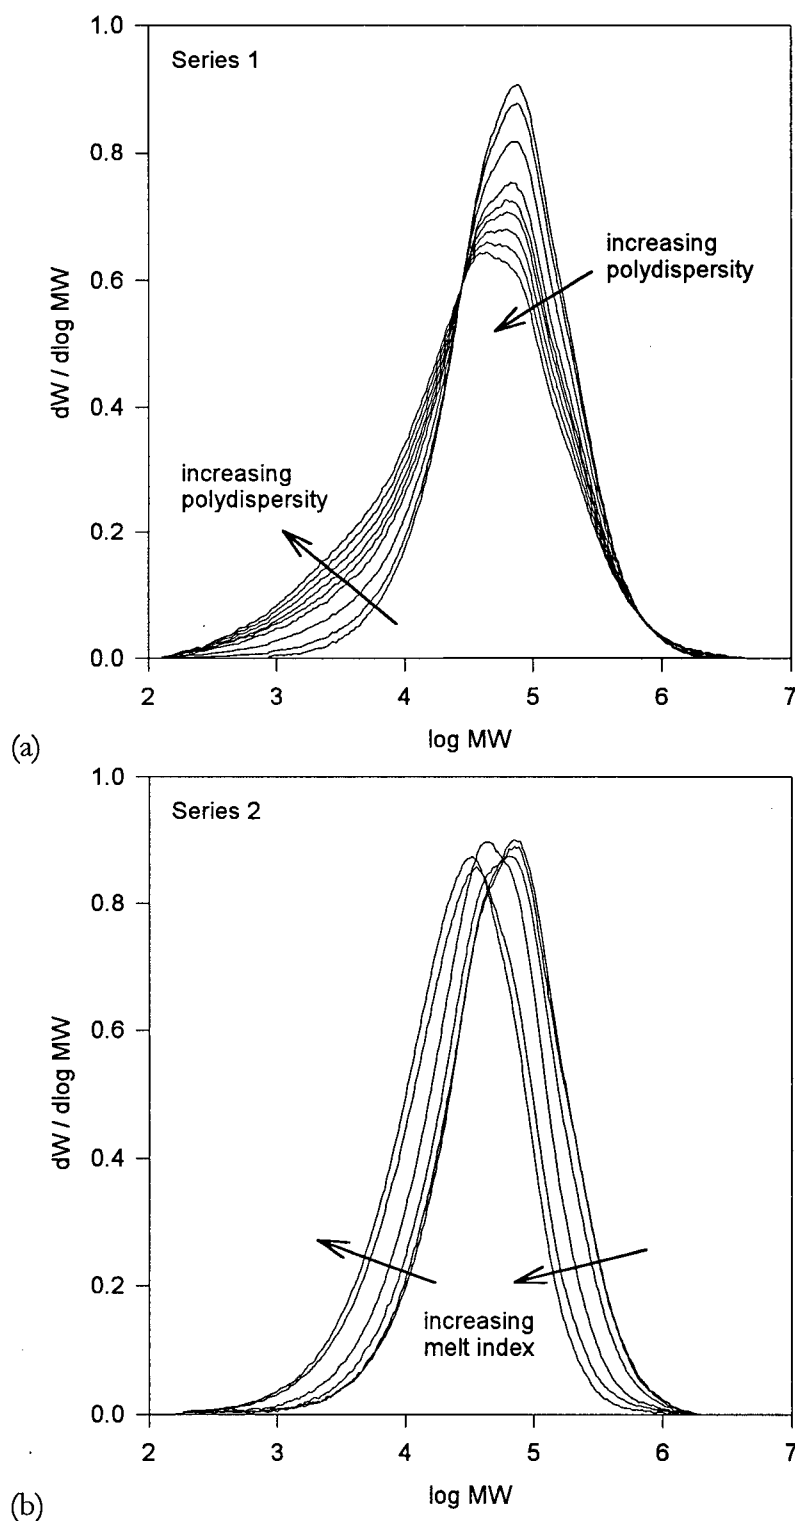 1.0
Series 1
0.8
increasing
polydispersity
0.6
dW / dlog MW
0.4
increasing
polydispersity
0.2
0.0
2 3 4 5 6 7
log MW
(a)
1.0
Series 2
0.8
0.6
dW / dlog MW
0.4
0.2
increasing
melt index
0.0
2 3 4 5 6 7
log MW
(b)